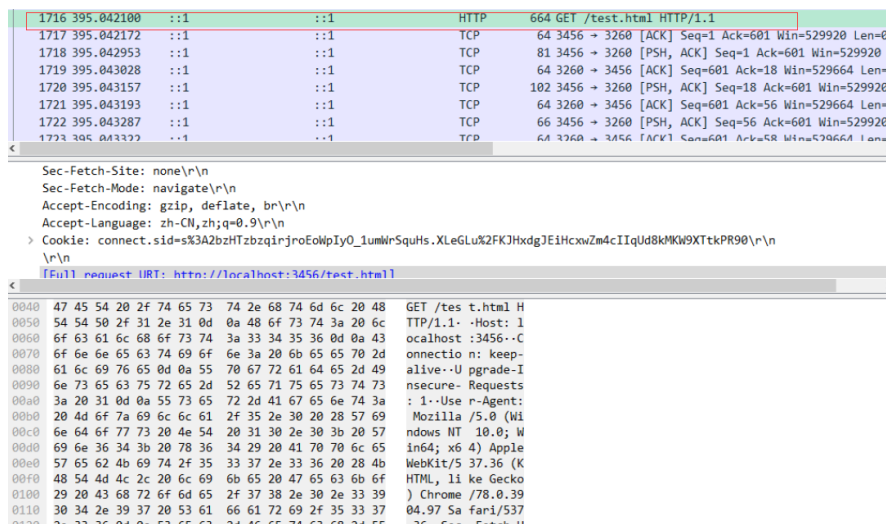 1716 395.042100 ::1 ::1 HTTP 664 GET /test.html HTTP/1.1
1717 395.042172 ::1 ::1 TCP 64 3456 → 3260 [ACK] Seq=1 Ack=601 Win=529920 Len=0
1718 395.042953 ::1 ::1 TCP 81 3456 → 3260 [PSH, ACK] Seq=1 Ack=601 Win=529920
1719 395.043028 ::1 ::1 TCP 64 3260 → 3456 [ACK] Seq=601 Ack=18 Win=529664 Len=
1720 395.043157 ::1 ::1 TCP 102 3456 → 3260 [PSH, ACK] Seq=18 Ack=601 Win=529920
1721 395.043193 ::1 ::1 TCP 64 3260 → 3456 [ACK] Seq=601 Ack=56 Win=529664 Len=
1722 395.043287 ::1 ::1 TCP 66 3456 → 3260 [PSH, ACK] Seq=56 Ack=601 Win=529920
1723 395.043322 ::1 ::1 TCP 64 3260 → 3456 [ACK] Seq=601 Ack=58 Win=529664 Len=
Sec-Fetch-Site: none\r\n
Sec-Fetch-Mode: navigate\r\n
Accept-Encoding: gzip, deflate, br\r\n
Accept-Language: zh-CN,zh;q=0.9\r\n
> Cookie: connect.sid=s%3A2bzHTzbzqirjroEoWpIyO_1umWrSquHs.XLeGLu%2FKJHxdgJEiHcxwZm4cIIqUd8kMKW9XTtkPR90\r\n
\r\n
[Full request URI: http://localhost:3456/test.html]
0040 47 45 54 20 2f 74 65 73 74 2e 68 74 6d 6c 20 48 GET /tes t.html H
0050 54 54 50 2f 31 2e 31 0d 0a 48 6f 73 74 3a 20 6c TTP/1.1· ·Host: l
0060 6f 63 61 6c 68 6f 73 74 3a 33 34 35 36 0d 0a 43 ocalhost :3456··C
0070 6f 6e 6e 65 63 74 69 6f 6e 3a 20 6b 65 65 70 2d onnectio n: keep-
0080 61 6c 69 76 65 0d 0a 55 70 67 72 61 64 65 2d 49 alive··U pgrade-I
0090 6e 73 65 63 75 72 65 2d 52 65 71 75 65 73 74 73 nsecure- Requests
00a0 3a 20 31 0d 0a 55 73 65 72 2d 41 67 65 6e 74 3a : 1··Use r-Agent:
00b0 20 4d 6f 7a 69 6c 6c 61 2f 35 2e 30 20 28 57 69 Mozilla /5.0 (Wi
00c0 6e 64 6f 77 73 20 4e 54 20 31 30 2e 30 3b 20 57 ndows NT 10.0; W
00d0 69 6e 36 34 3b 20 78 36 34 29 20 41 70 70 6c 65 in64; x6 4) Apple
00e0 57 65 62 4b 69 74 2f 35 33 37 2e 33 36 20 28 4b WebKit/5 37.36 (K
00f0 48 54 4d 4c 2c 20 6c 69 6b 65 20 47 65 63 6b 6f HTML, li ke Gecko
0100 29 20 43 68 72 6f 6d 65 2f 37 38 2e 30 2e 33 39 ) Chrome /78.0.39
0110 30 34 2e 39 37 20 53 61 66 61 72 69 2f 35 33 37 04.97 Sa fari/537